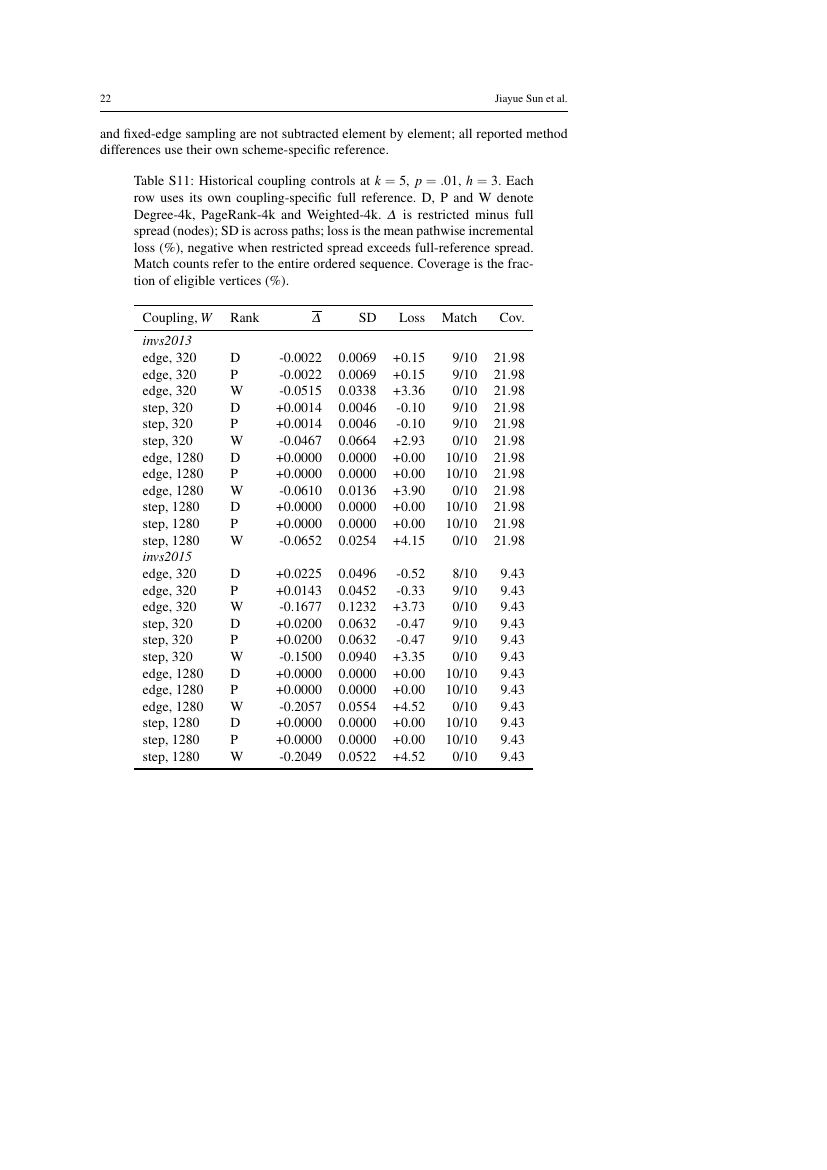 22 Jiayue Sun et al.
and fixed-edge sampling are not subtracted element by element; all reported method
differences use their own scheme-specific reference.
Table S11: Historical coupling controls at k = 5, p = .01, h = 3. Each
row uses its own coupling-specific full reference. D, P and W denote
Degree-4k, PageRank-4k and Weighted-4k. Δ is restricted minus full
spread (nodes); SD is across paths; loss is the mean pathwise incremental
loss (%), negative when restricted spread exceeds full-reference spread.
Match counts refer to the entire ordered sequence. Coverage is the frac-
tion of eligible vertices (%).
Coupling, W Rank Δ̅ SD Loss Match Cov.
invs2013
edge, 320 D -0.0022 0.0069 +0.15 9/10 21.98
edge, 320 P -0.0022 0.0069 +0.15 9/10 21.98
edge, 320 W -0.0515 0.0338 +3.36 0/10 21.98
step, 320 D +0.0014 0.0046 -0.10 9/10 21.98
step, 320 P +0.0014 0.0046 -0.10 9/10 21.98
step, 320 W -0.0467 0.0664 +2.93 0/10 21.98
edge, 1280 D +0.0000 0.0000 +0.00 10/10 21.98
edge, 1280 P +0.0000 0.0000 +0.00 10/10 21.98
edge, 1280 W -0.0610 0.0136 +3.90 0/10 21.98
step, 1280 D +0.0000 0.0000 +0.00 10/10 21.98
step, 1280 P +0.0000 0.0000 +0.00 10/10 21.98
step, 1280 W -0.0652 0.0254 +4.15 0/10 21.98
invs2015
edge, 320 D +0.0225 0.0496 -0.52 8/10 9.43
edge, 320 P +0.0143 0.0452 -0.33 9/10 9.43
edge, 320 W -0.1677 0.1232 +3.73 0/10 9.43
step, 320 D +0.0200 0.0632 -0.47 9/10 9.43
step, 320 P +0.0200 0.0632 -0.47 9/10 9.43
step, 320 W -0.1500 0.0940 +3.35 0/10 9.43
edge, 1280 D +0.0000 0.0000 +0.00 10/10 9.43
edge, 1280 P +0.0000 0.0000 +0.00 10/10 9.43
edge, 1280 W -0.2057 0.0554 +4.52 0/10 9.43
step, 1280 D +0.0000 0.0000 +0.00 10/10 9.43
step, 1280 P +0.0000 0.0000 +0.00 10/10 9.43
step, 1280 W -0.2049 0.0522 +4.52 0/10 9.43